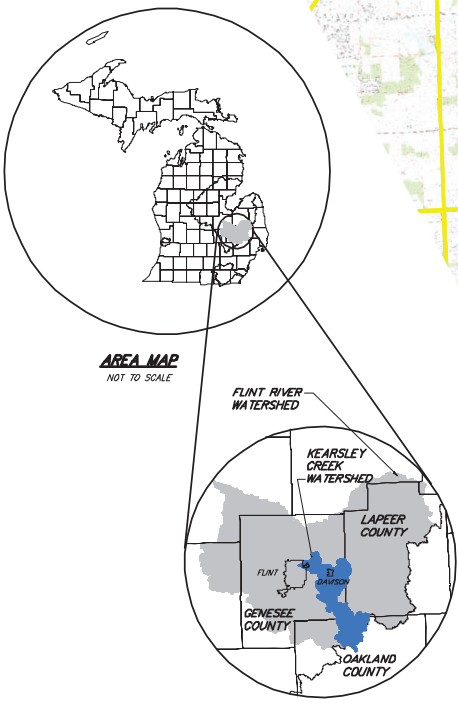 AREA MAP
NOT TO SCALE
FLINT RIVER
WATERSHED
KEARSLEY
CREEK
WATERSHED
LAPEER
COUNTY
FLINT
DAVISON
GENESEE
COUNTY
OAKLAND
COUNTY